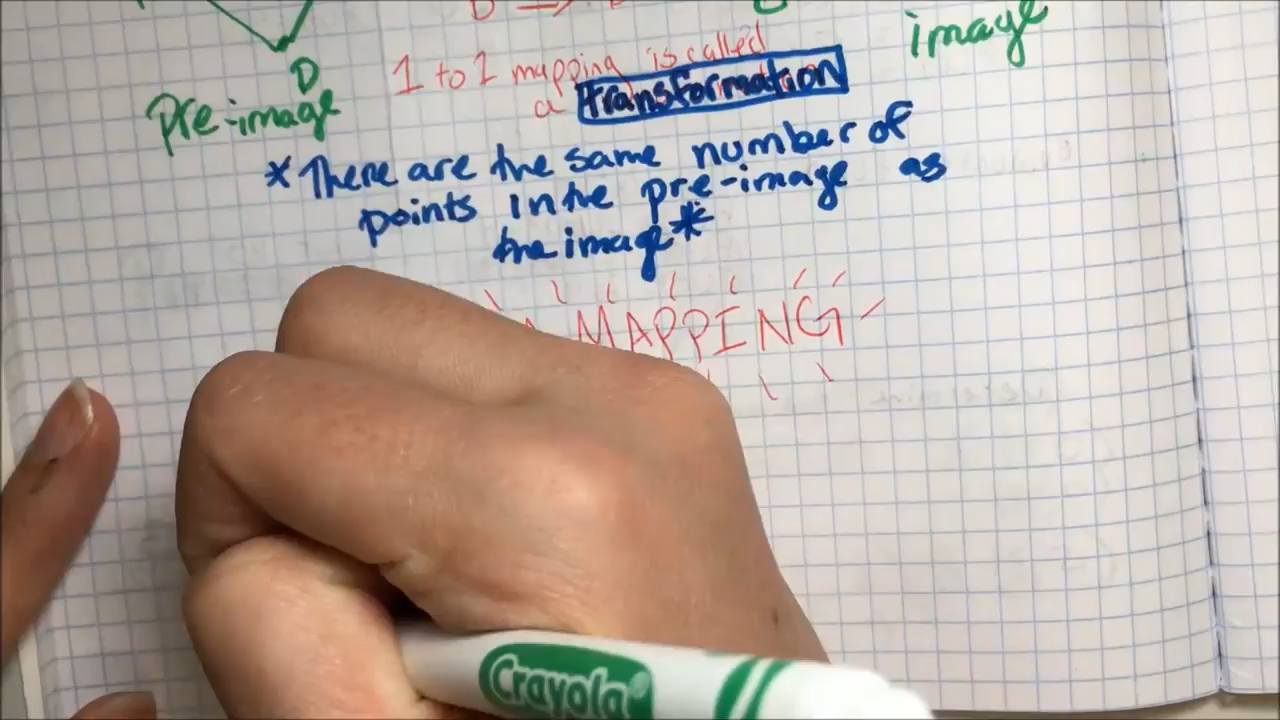 D
image
1 to 1 mapping is called
a transformation
Pre-image
*There are the same number of
points in the pre-image as
the image*
MAPPING
Crayola